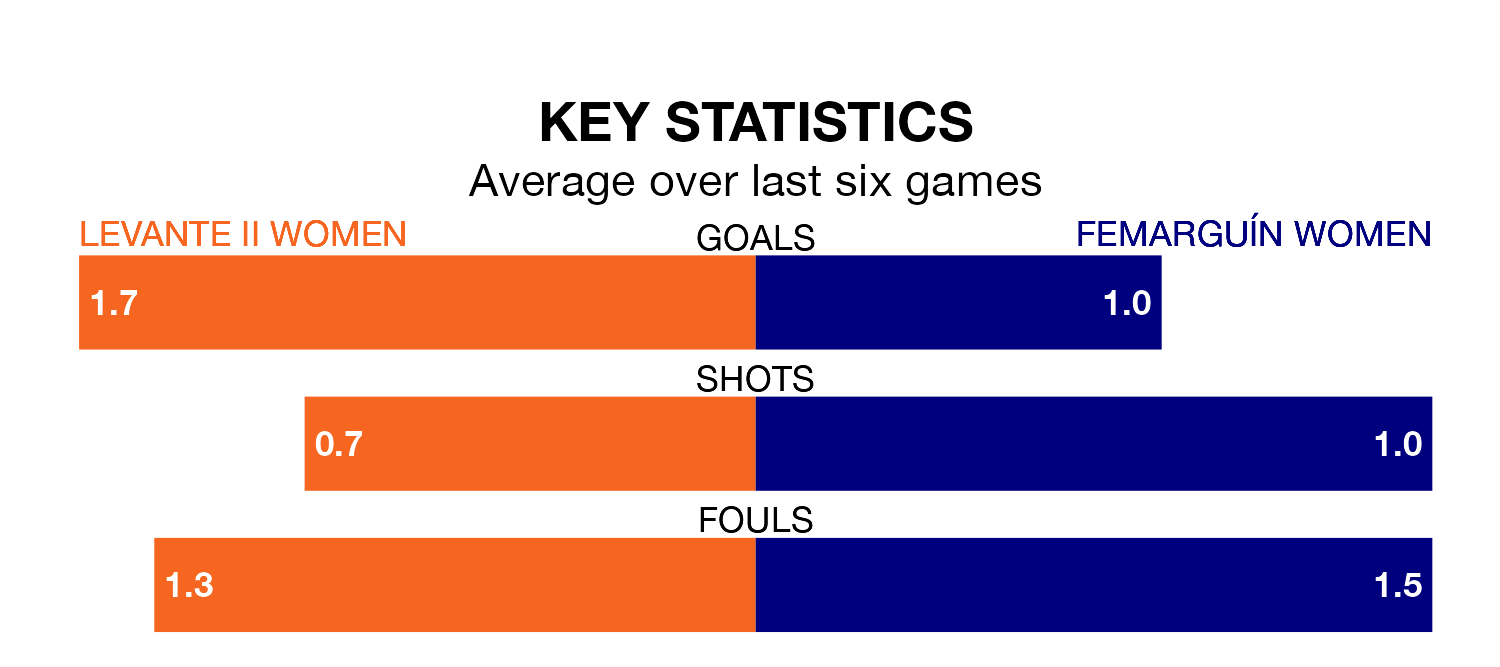 KEY STATISTICS
Average over last six games
LEVANTE II WOMEN
GOALS
FEMARGUÍN WOMEN
1.7
1.0
SHOTS
0.7
1.0
FOULS
1.3
1.5